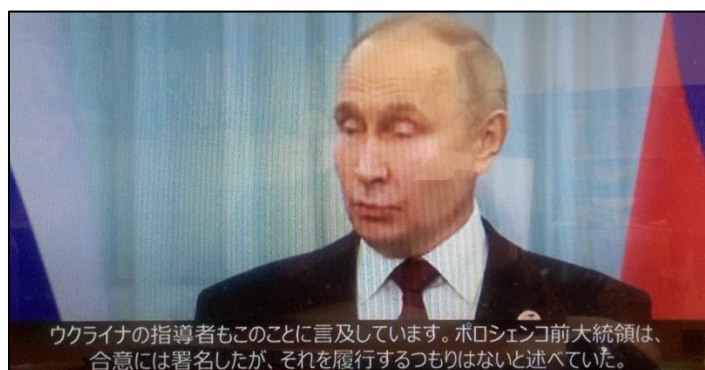 ウクライナの指導者もこのことに言及しています。ポロシェンコ前大統領は、
合意には署名したが、それを履行するつもりはないと述べていた。